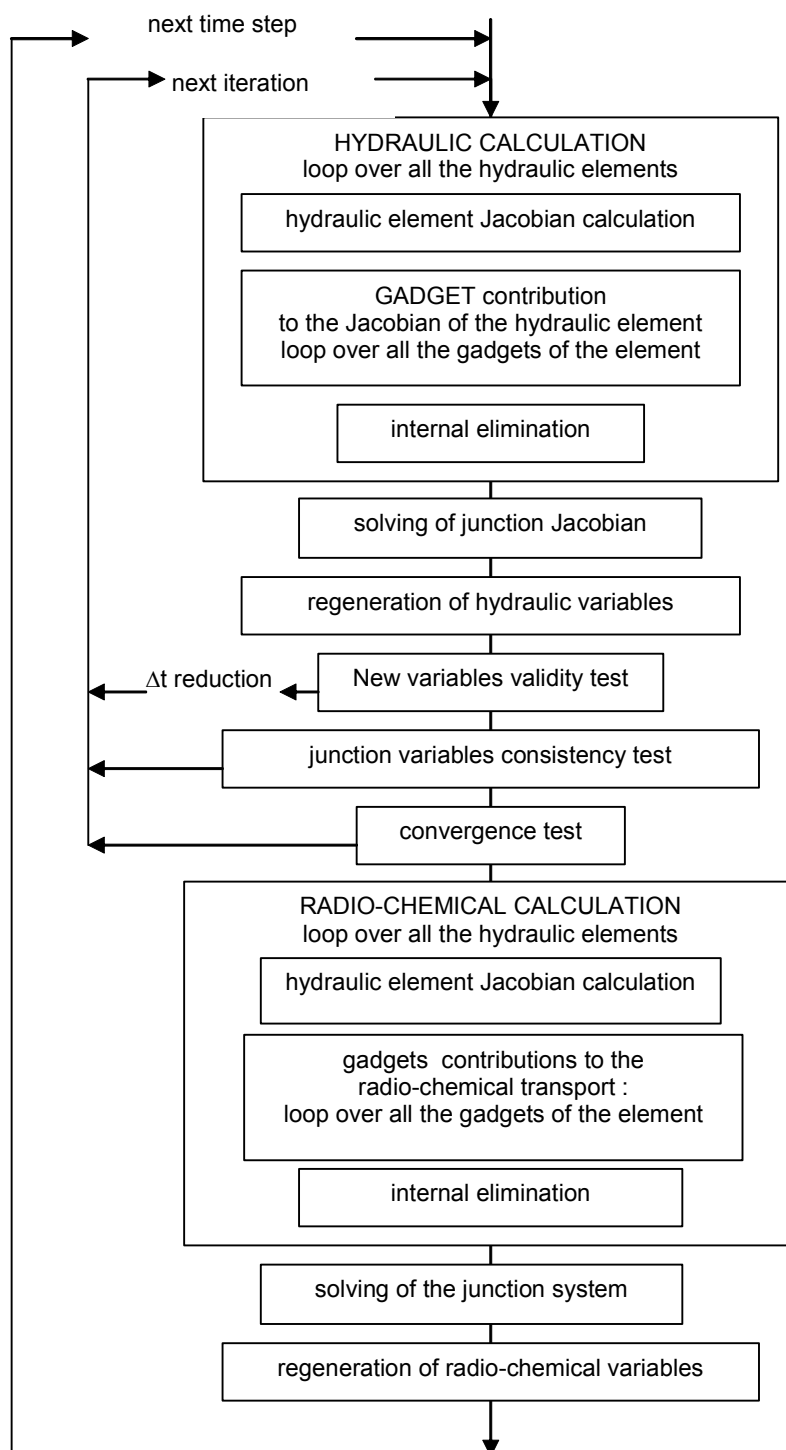 next time step
next iteration
HYDRAULIC CALCULATION
loop over all the hydraulic elements
hydraulic element Jacobian calculation
GADGET contribution
to the Jacobian of the hydraulic element
loop over all the gadgets of the element
internal elimination
solving of junction Jacobian
regeneration of hydraulic variables
Δt reduction
New variables validity test
junction variables consistency test
convergence test
RADIO-CHEMICAL CALCULATION
loop over all the hydraulic elements
hydraulic element Jacobian calculation
gadgets contributions to the
radio-chemical transport :
loop over all the gadgets of the element
internal elimination
solving of the junction system
regeneration of radio-chemical variables